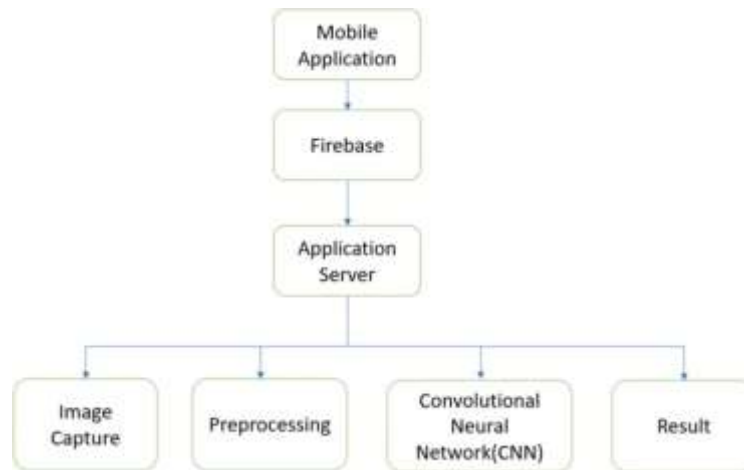 Mobile
Application
Firebase
Application
Server
Image
Capture
Preprocessing
Convolutional
Neural
Network(CNN)
Result